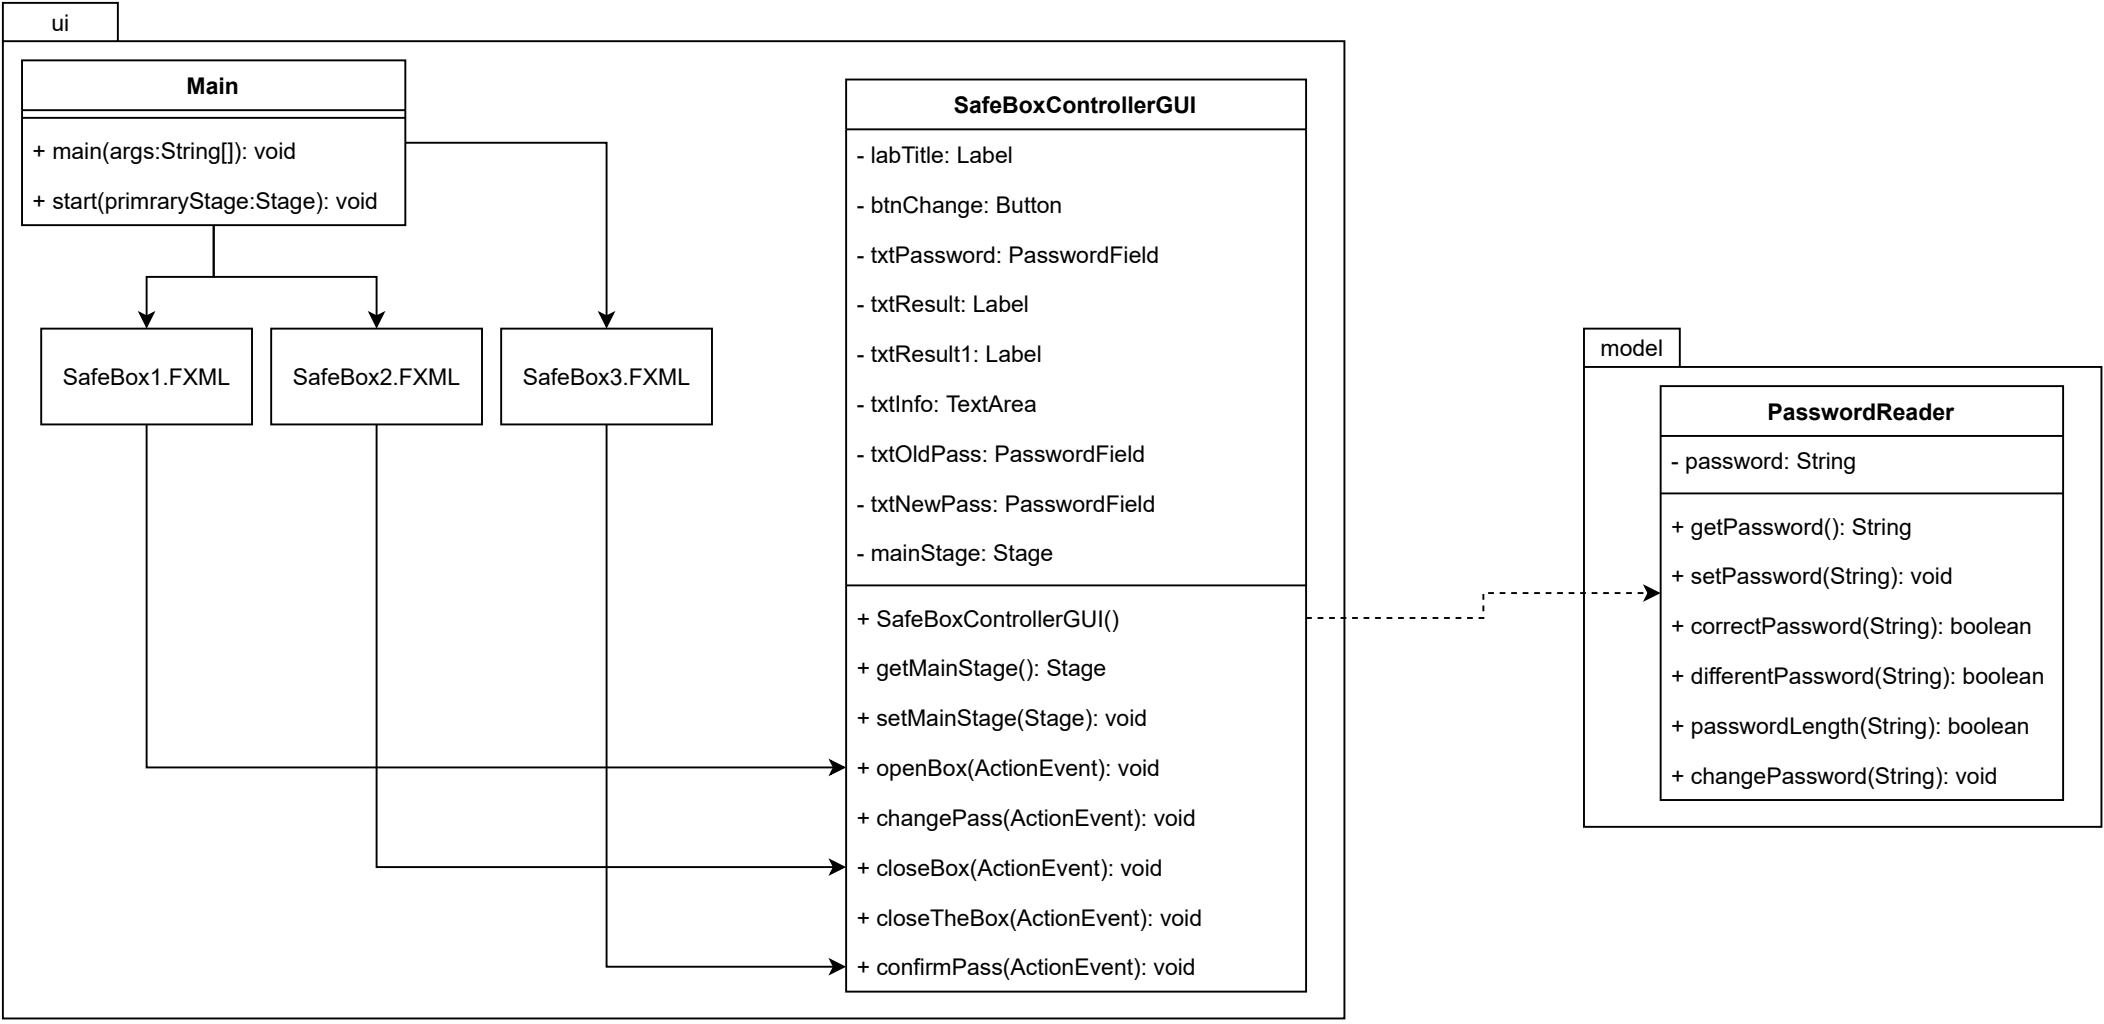 ui
Main
+ main(args:String[]): void
+ start(primraryStage:Stage): void
SafeBox1.FXML
SafeBox2.FXML
SafeBox3.FXML
SafeBoxControllerGUI
- labTitle: Label
- btnChange: Button
- txtPassword: PasswordField
- txtResult: Label
- txtResult1: Label
- txtInfo: TextArea
- txtOldPass: PasswordField
- txtNewPass: PasswordField
- mainStage: Stage
+ SafeBoxControllerGUI()
+ getMainStage(): Stage
+ setMainStage(Stage): void
+ openBox(ActionEvent): void
+ changePass(ActionEvent): void
+ closeBox(ActionEvent): void
+ closeTheBox(ActionEvent): void
+ confirmPass(ActionEvent): void
model
PasswordReader
- password: String
+ getPassword(): String
+ setPassword(String): void
+ correctPassword(String): boolean
+ differentPassword(String): boolean
+ passwordLength(String): boolean
+ changePassword(String): void